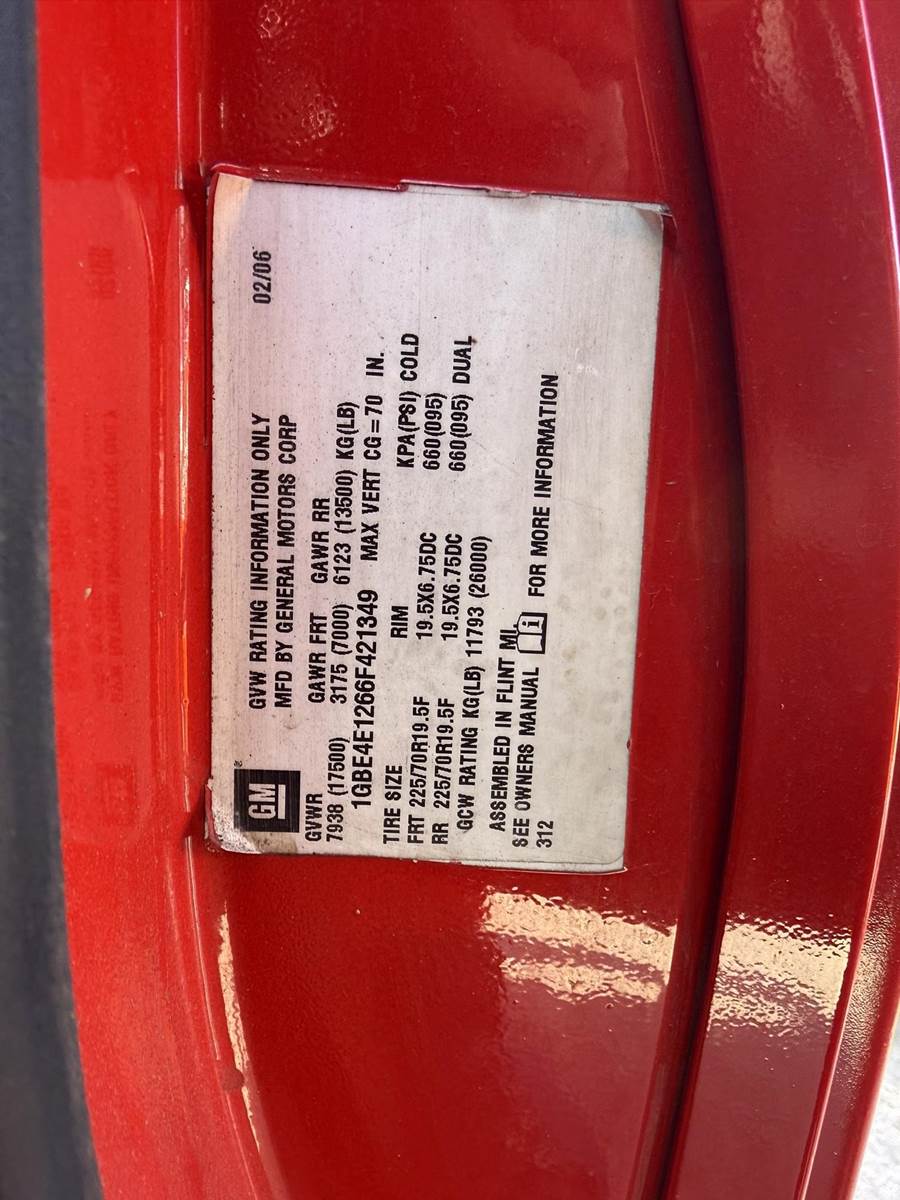 GM®
GVW RATING INFORMATION ONLY 02/06
MFD BY GENERAL MOTORS CORP
GVWR GAWR FRT GAWR RR
7938 (17500) 3175 (7000) 6123 (13500) KG(LB)
1GBE4E1266F421349 MAX VERT CG=70 IN.
TIRE SIZE RIM KPA(PSI) COLD
FRT 225/70R19.5F 19.5X6.75DC 660(095)
RR 225/70R19.5F 19.5X6.75DC 660(095) DUAL
GCW RATING KG(LB) 11793 (26000)
ASSEMBLED IN FLINT MI.
SEE OWNERS MANUAL i FOR MORE INFORMATION
312